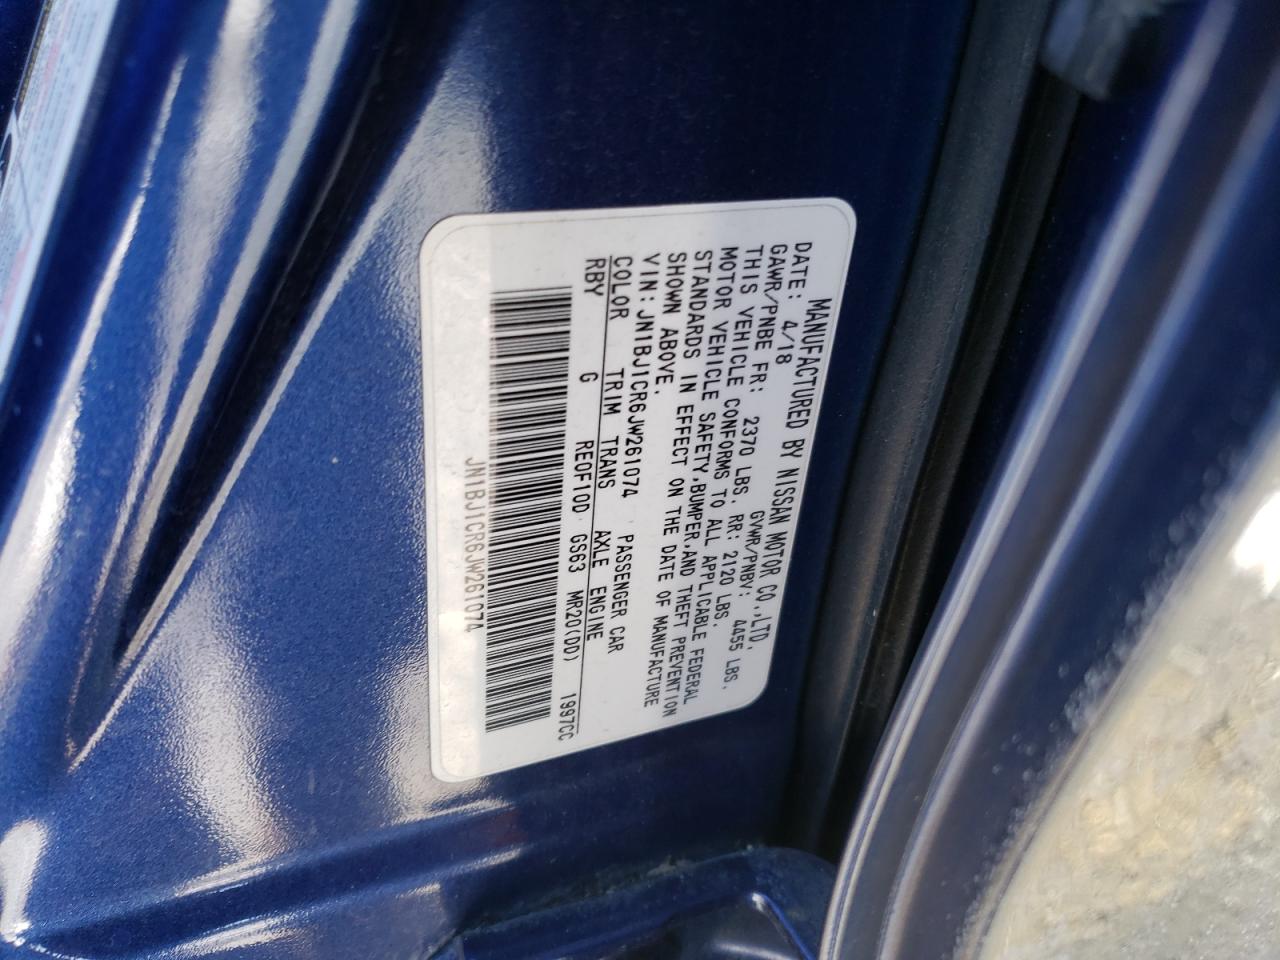 MANUFACTURED BY NISSAN MOTOR CO.,LTD.
DATE: 4/18 GVWR/PNBV: 4455 LBS.
GAWR/PNBE FR: 2370 LBS. RR: 2120 LBS.
THIS VEHICLE CONFORMS TO ALL APPLICABLE FEDERAL
MOTOR VEHICLE SAFETY,BUMPER,AND THEFT PREVENTION
STANDARDS IN EFFECT ON THE DATE OF MANUFACTURE
SHOWN ABOVE.
VIN:JN1BJ1CR6JW261074 PASSENGER CAR
COLOR TRIM TRANS AXLE ENGINE
RBY G RE0F10D GS63 MR20(DD) 1997CC
JN1BJ1CR6JW261074